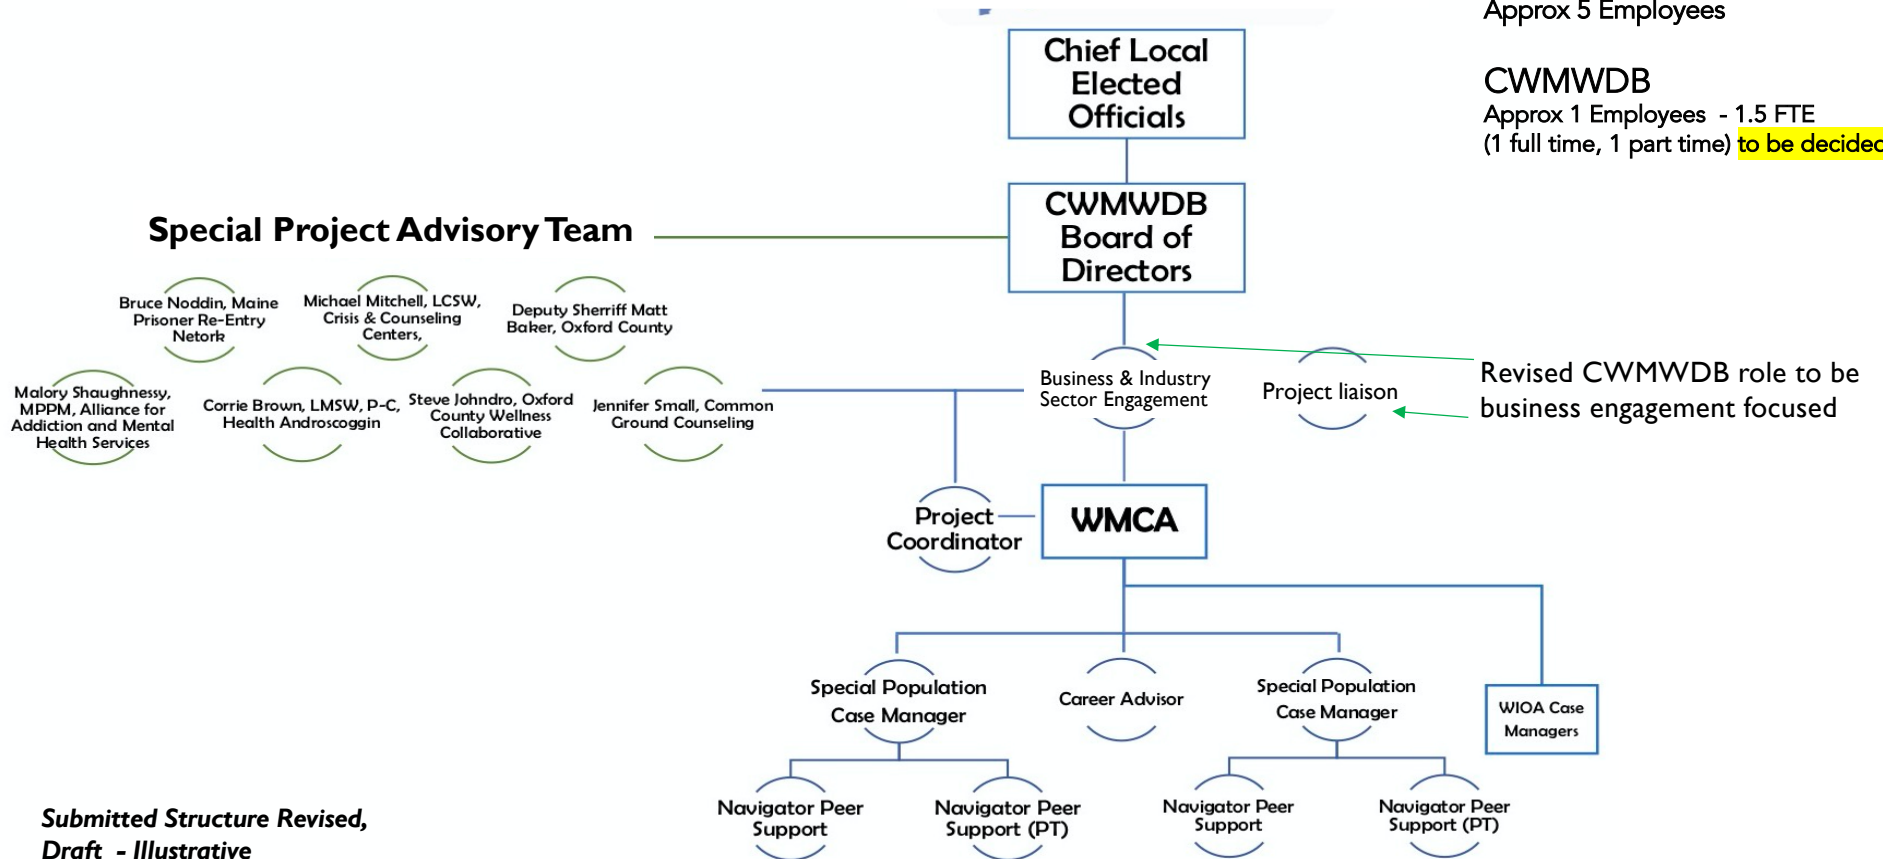 Approx 5 Employees
CWMWDB
Approx 1 Employees - 1.5 FTE
(1 full time, 1 part time) to be decided
Chief Local
Elected
Officials
CWMWDB
Board of
Directors
Special Project Advisory Team
Bruce Noddin, Maine
Prisoner Re-Entry
Netork
Michael Mitchell, LCSW,
Crisis & Counseling
Centers,
Deputy Sherriff Matt
Baker, Oxford County
Malory Shaughnessy,
MPPM, Alliance for
Addiction and Mental
Health Services
Corrie Brown, LMSW, P-C,
Health Androscoggin
Steve Johndro, Oxford
County Wellness
Collaborative
Jennifer Small, Common
Ground Counseling
Business & Industry
Sector Engagement
Project liaison
Revised CWMWDB role to be
business engagement focused
Project
Coordinator
WMCA
Special Population
Case Manager
Career Advisor
Special Population
Case Manager
WIOA Case
Managers
Navigator Peer
Support
Navigator Peer
Support (PT)
Navigator Peer
Support
Navigator Peer
Support (PT)
Submitted Structure Revised,
Draft - Illustrative